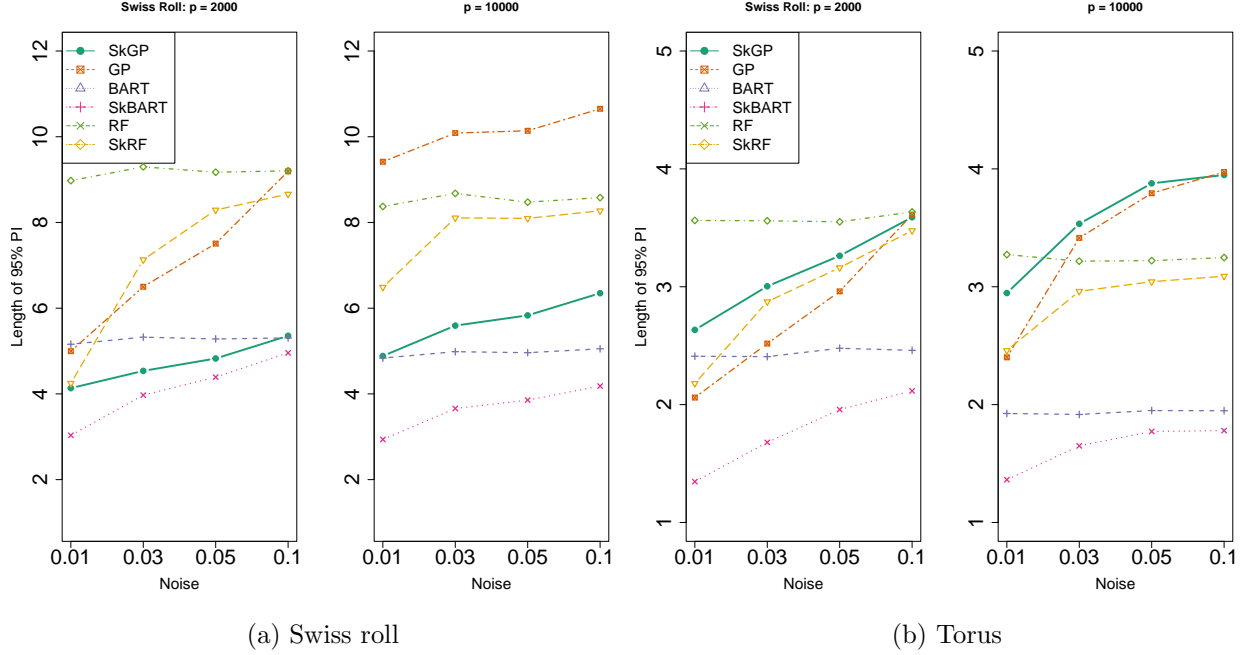 Swiss Roll: p = 2000
Length of 95% PI
12
10
8
6
4
2
SkGP
GP
BART
SkBART
RF
SkRF
0.01 0.03 0.05 0.1
Noise
p = 10000
12
10
8
6
4
2
0.01 0.03 0.05 0.1
Noise
(a) Swiss roll
Swiss Roll: p = 2000
Length of 95% PI
5
4
3
2
1
SkGP
GP
BART
SkBART
RF
SkRF
0.01 0.03 0.05 0.1
Noise
p = 10000
5
4
3
2
1
0.01 0.03 0.05 0.1
Noise
(b) Torus